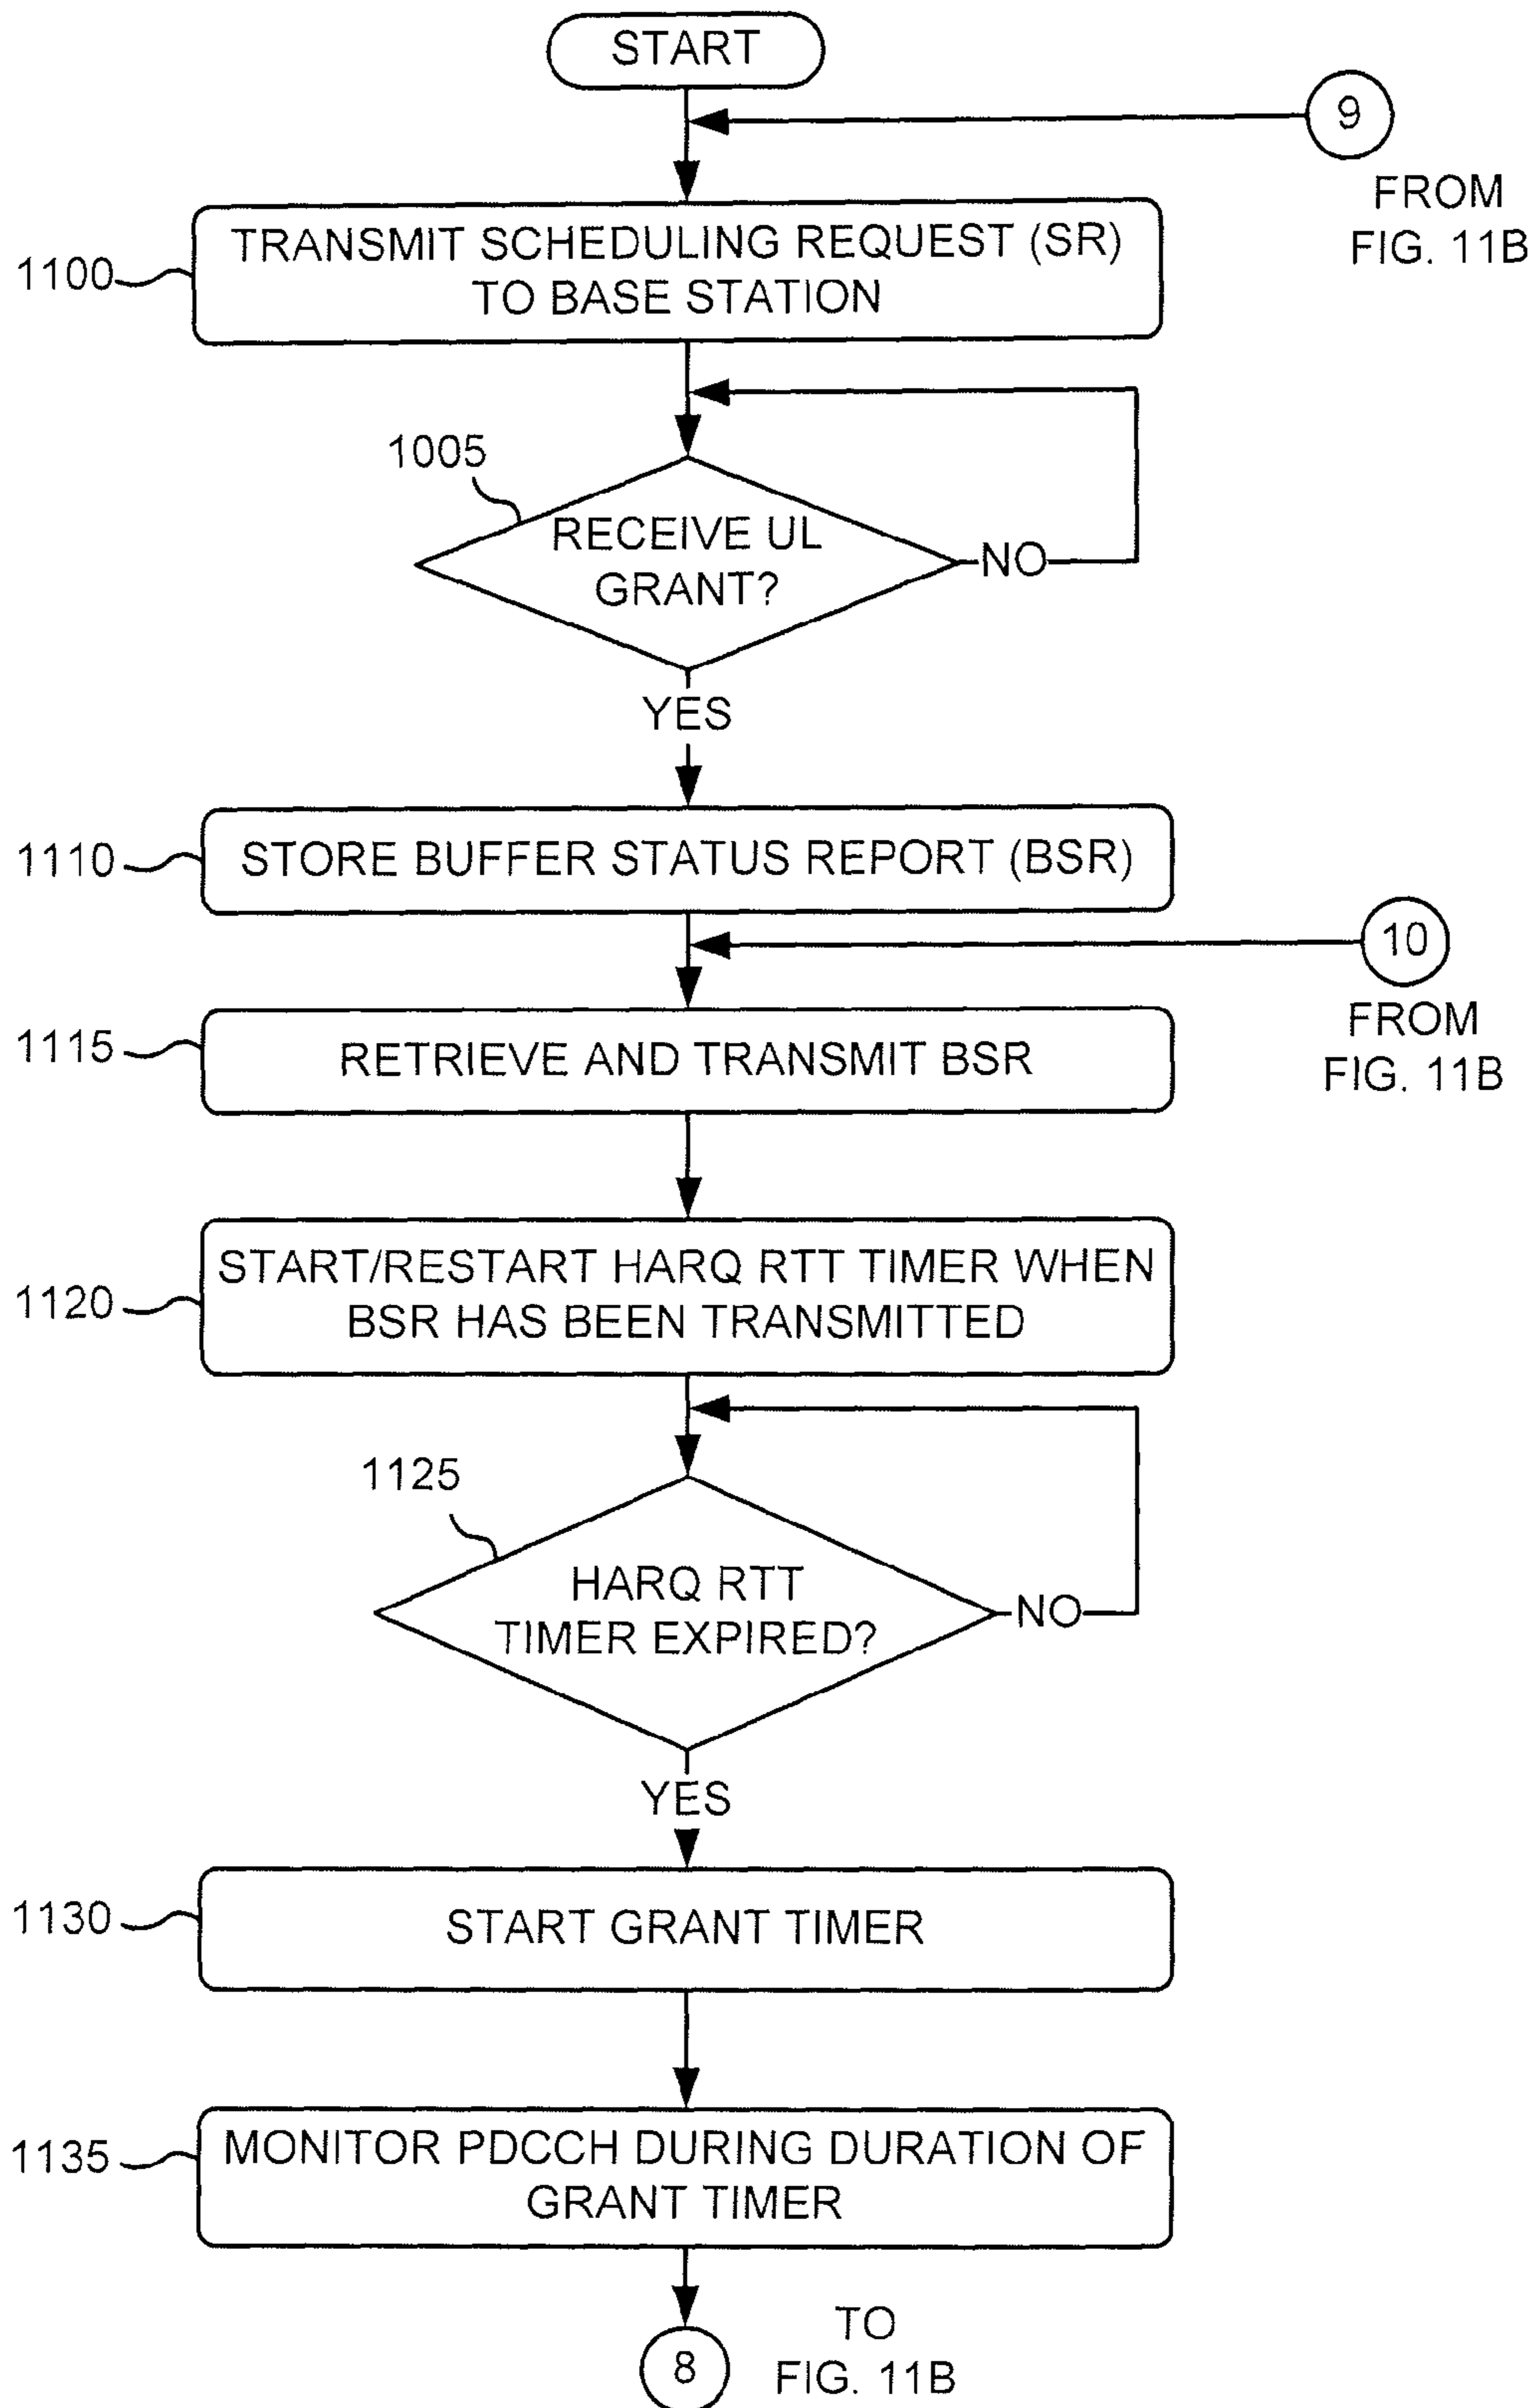 START
9
FROM
FIG. 11B
1100
TRANSMIT SCHEDULING REQUEST (SR)
TO BASE STATION
1005
RECEIVE UL
GRANT?
NO
YES
1110
STORE BUFFER STATUS REPORT (BSR)
10
FROM
FIG. 11B
1115
RETRIEVE AND TRANSMIT BSR
1120
START/RESTART HARQ RTT TIMER WHEN
BSR HAS BEEN TRANSMITTED
1125
HARQ RTT
TIMER EXPIRED?
NO
YES
1130
START GRANT TIMER
1135
MONITOR PDCCH DURING DURATION OF
GRANT TIMER
8
TO
FIG. 11B